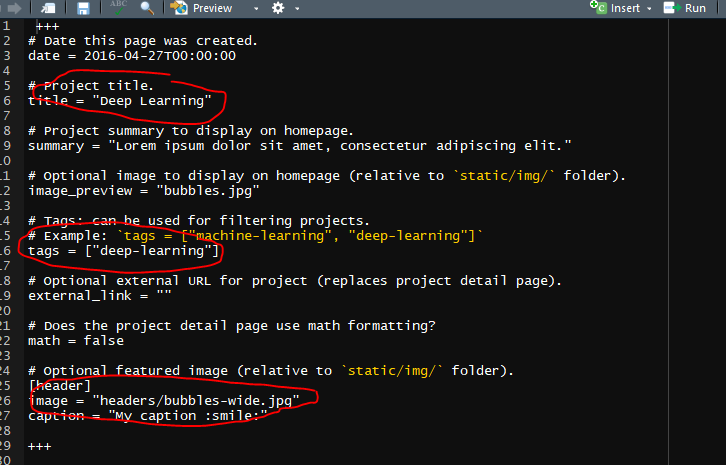 ABC
Preview
Insert
Run
1 +++
2 # Date this page was created.
3 date = 2016-04-27T00:00:00
4
5 # Project title.
6 title = "Deep Learning"
7
8 # Project summary to display on homepage.
9 summary = "Lorem ipsum dolor sit amet, consectetur adipiscing elit."
10
11 # Optional image to display on homepage (relative to `static/img/` folder).
12 image_preview = "bubbles.jpg"
13
14 # Tags: can be used for filtering projects.
15 # Example: `tags = ["machine-learning", "deep-learning"]`
16 tags = ["deep-learning"]
17
18 # Optional external URL for project (replaces project detail page).
19 external_link = ""
20
21 # Does the project detail page use math formatting?
22 math = false
23
24 # Optional featured image (relative to `static/img/` folder).
25 [header]
26 image = "headers/bubbles-wide.jpg"
27 caption = "My caption :smile:"
28
29 +++
30